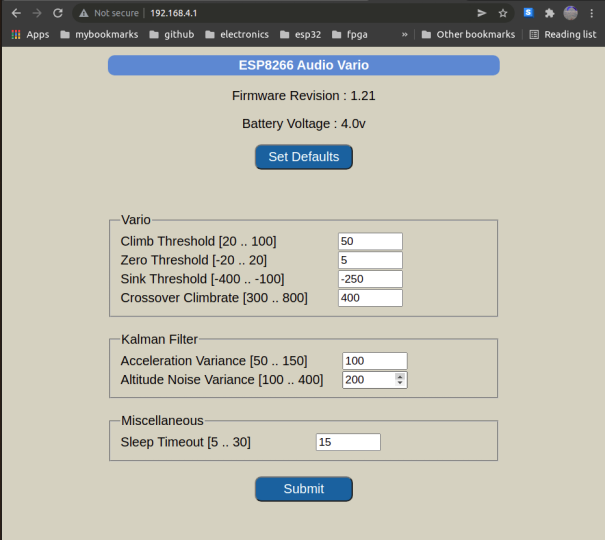 Not secure | 192.168.4.1
Apps mybookmarks github electronics esp32 fpga » Other bookmarks Reading list
ESP8266 Audio Vario
Firmware Revision : 1.21
Battery Voltage : 4.0v
Set Defaults
Vario
Climb Threshold [20 .. 100] 50
Zero Threshold [-20 .. 20] 5
Sink Threshold [-400 .. -100] -250
Crossover Climbrate [300 .. 800] 400
Kalman Filter
Acceleration Variance [50 .. 150] 100
Altitude Noise Variance [100 .. 400] 200
Miscellaneous
Sleep Timeout [5 .. 30] 15
Submit